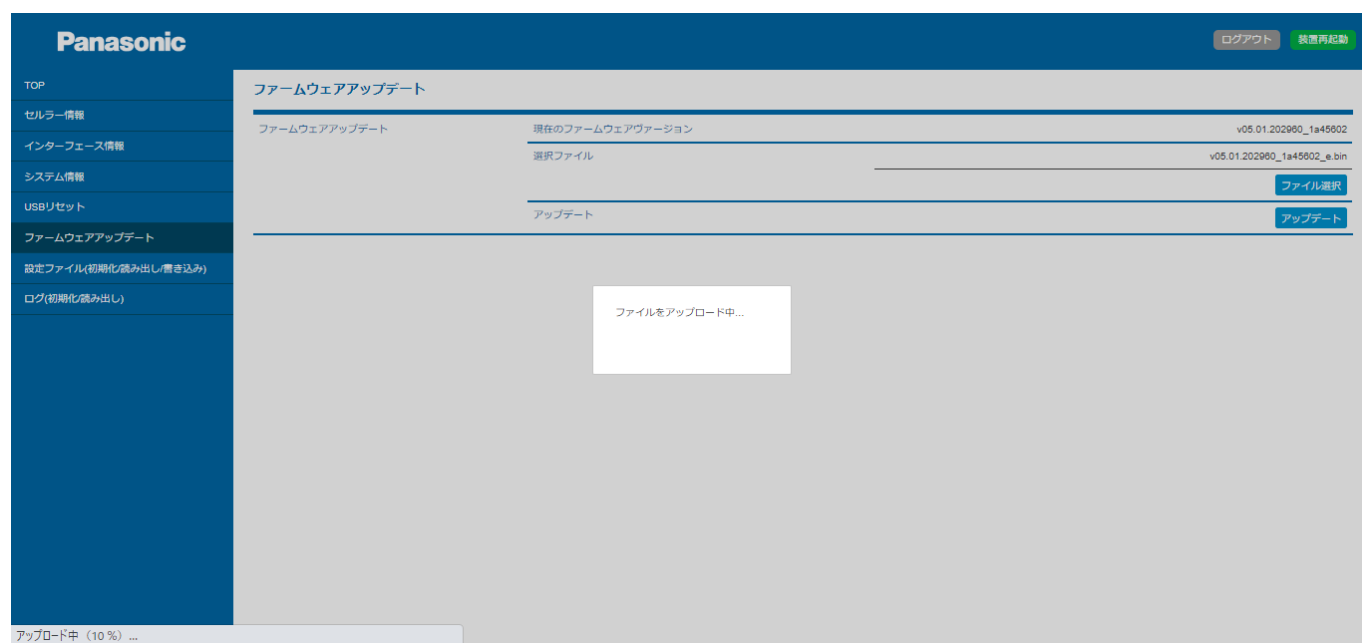 Panasonic
ログアウト
装置再起動
TOP
セルラー情報
インターフェース情報
システム情報
USBリセット
ファームウェアアップデート
設定ファイル(初期化/読み出し/書き込み)
ログ(初期化/読み出し)
ファームウェアアップデート
ファームウェアアップデート
現在のファームウェアヴァージョン
v05.01.202960_1a45602
選択ファイル
v05.01.202960_1a45602_e.bin
ファイル選択
アップデート
アップデート
ファイルをアップロード中...
アップロード中 (10 %) ...